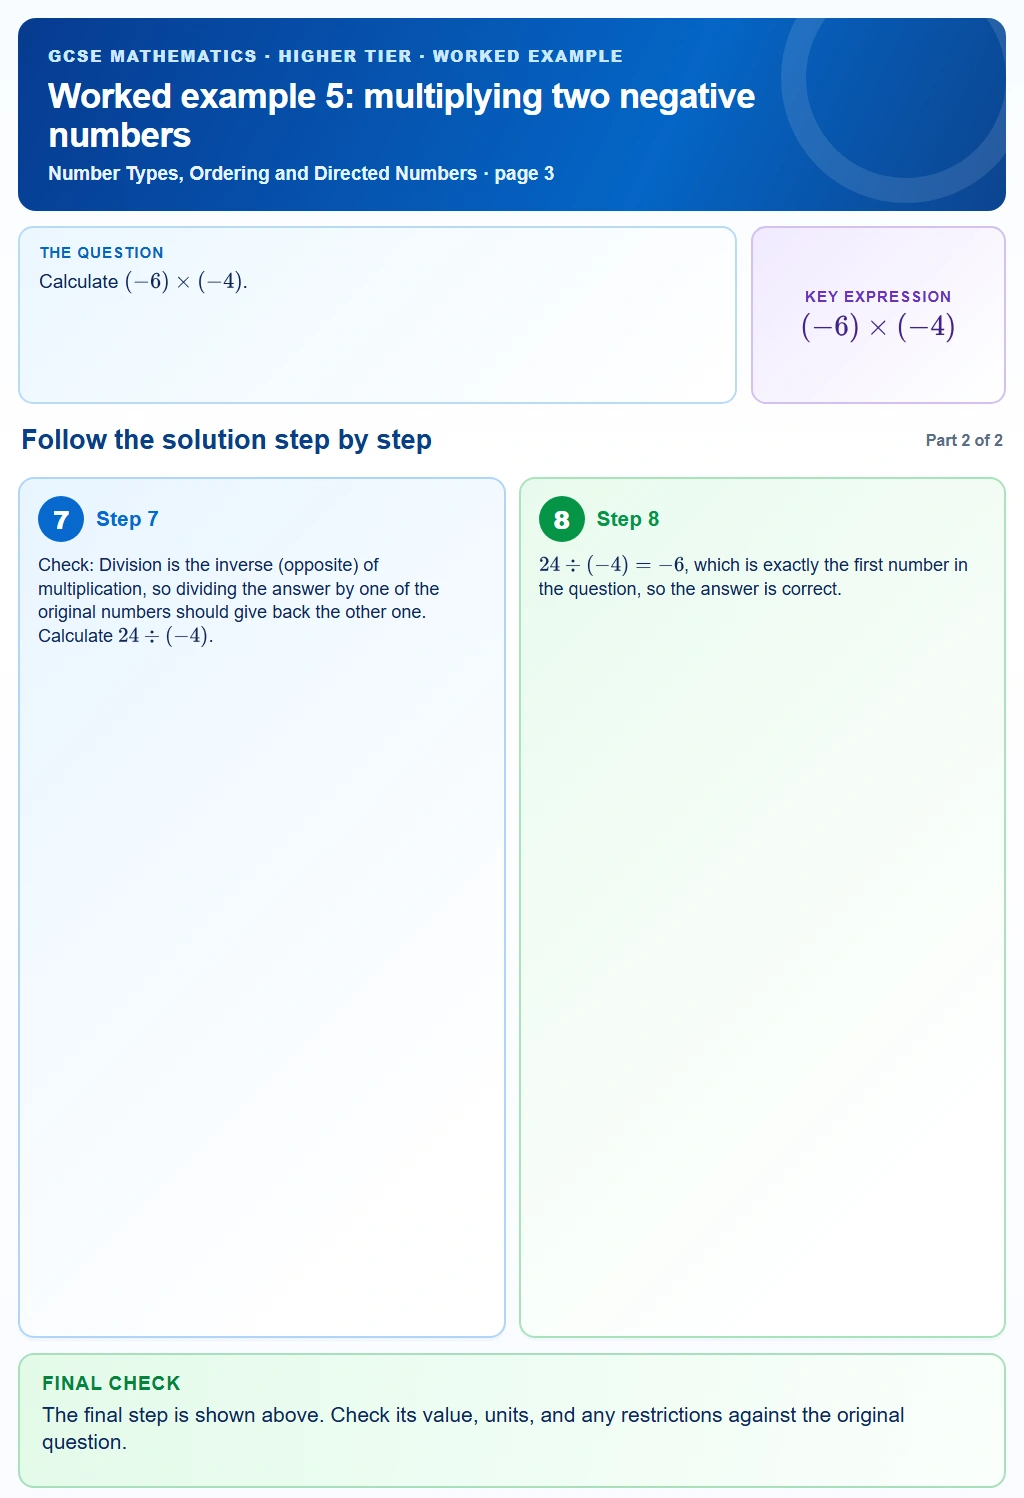 GCSE MATHEMATICS · HIGHER TIER · WORKED EXAMPLE
Worked example 5: multiplying two negative
numbers
Number Types, Ordering and Directed Numbers · page 3
THE QUESTION
Calculate (−6) × (−4).
KEY EXPRESSION
(−6) × (−4)
Follow the solution step by step
Part 2 of 2
7 Step 7
Check: Division is the inverse (opposite) of
multiplication, so dividing the answer by one of the
original numbers should give back the other one.
Calculate 24 ÷ (−4).
8 Step 8
24 ÷ (−4) = −6, which is exactly the first number in
the question, so the answer is correct.
FINAL CHECK
The final step is shown above. Check its value, units, and any restrictions against the original
question.